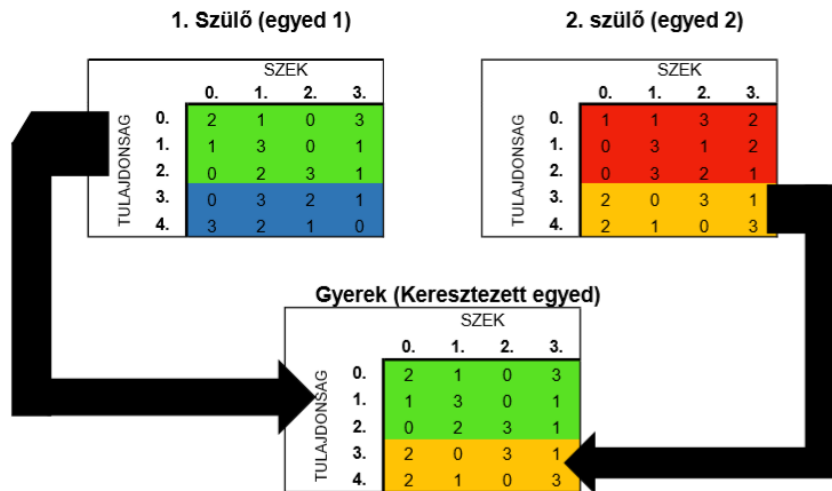 1. Szülő (egyed 1)
SZEK
0. 1. 2. 3.
TULAJDONSAG
0. 2 1 0 3
1. 1 3 0 1
2. 0 2 3 1
3. 0 3 2 1
4. 3 2 1 0
2. szülő (egyed 2)
SZEK
0. 1. 2. 3.
TULAJDONSAG
0. 1 1 3 2
1. 0 3 1 2
2. 0 3 2 1
3. 2 0 3 1
4. 2 1 0 3
Gyerek (Keresztezett egyed)
SZEK
0. 1. 2. 3.
TULAJDONSAG
0. 2 1 0 3
1. 1 3 0 1
2. 0 2 3 1
3. 2 0 3 1
4. 2 1 0 3